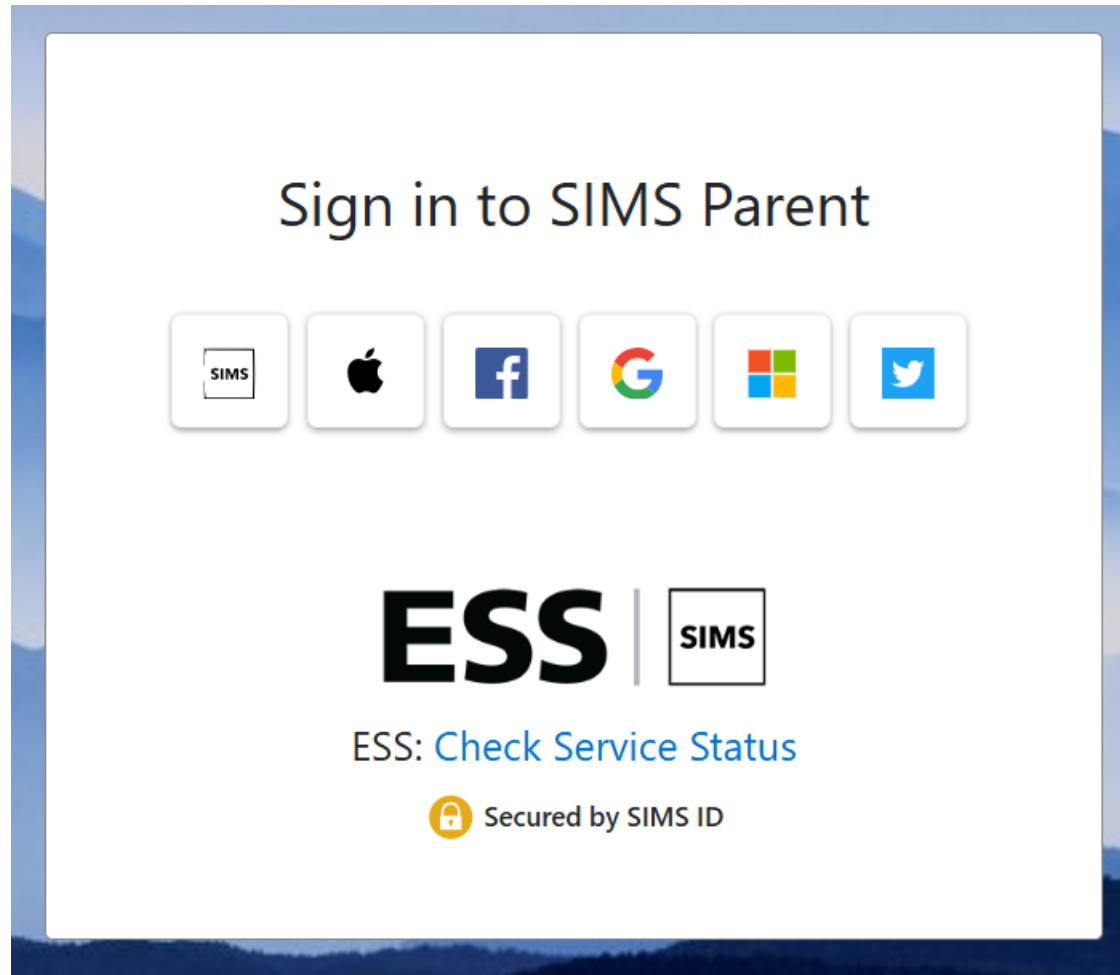 Sign in to SIMS Parent
SIMS
ESS | SIMS
ESS: Check Service Status
Secured by SIMS ID